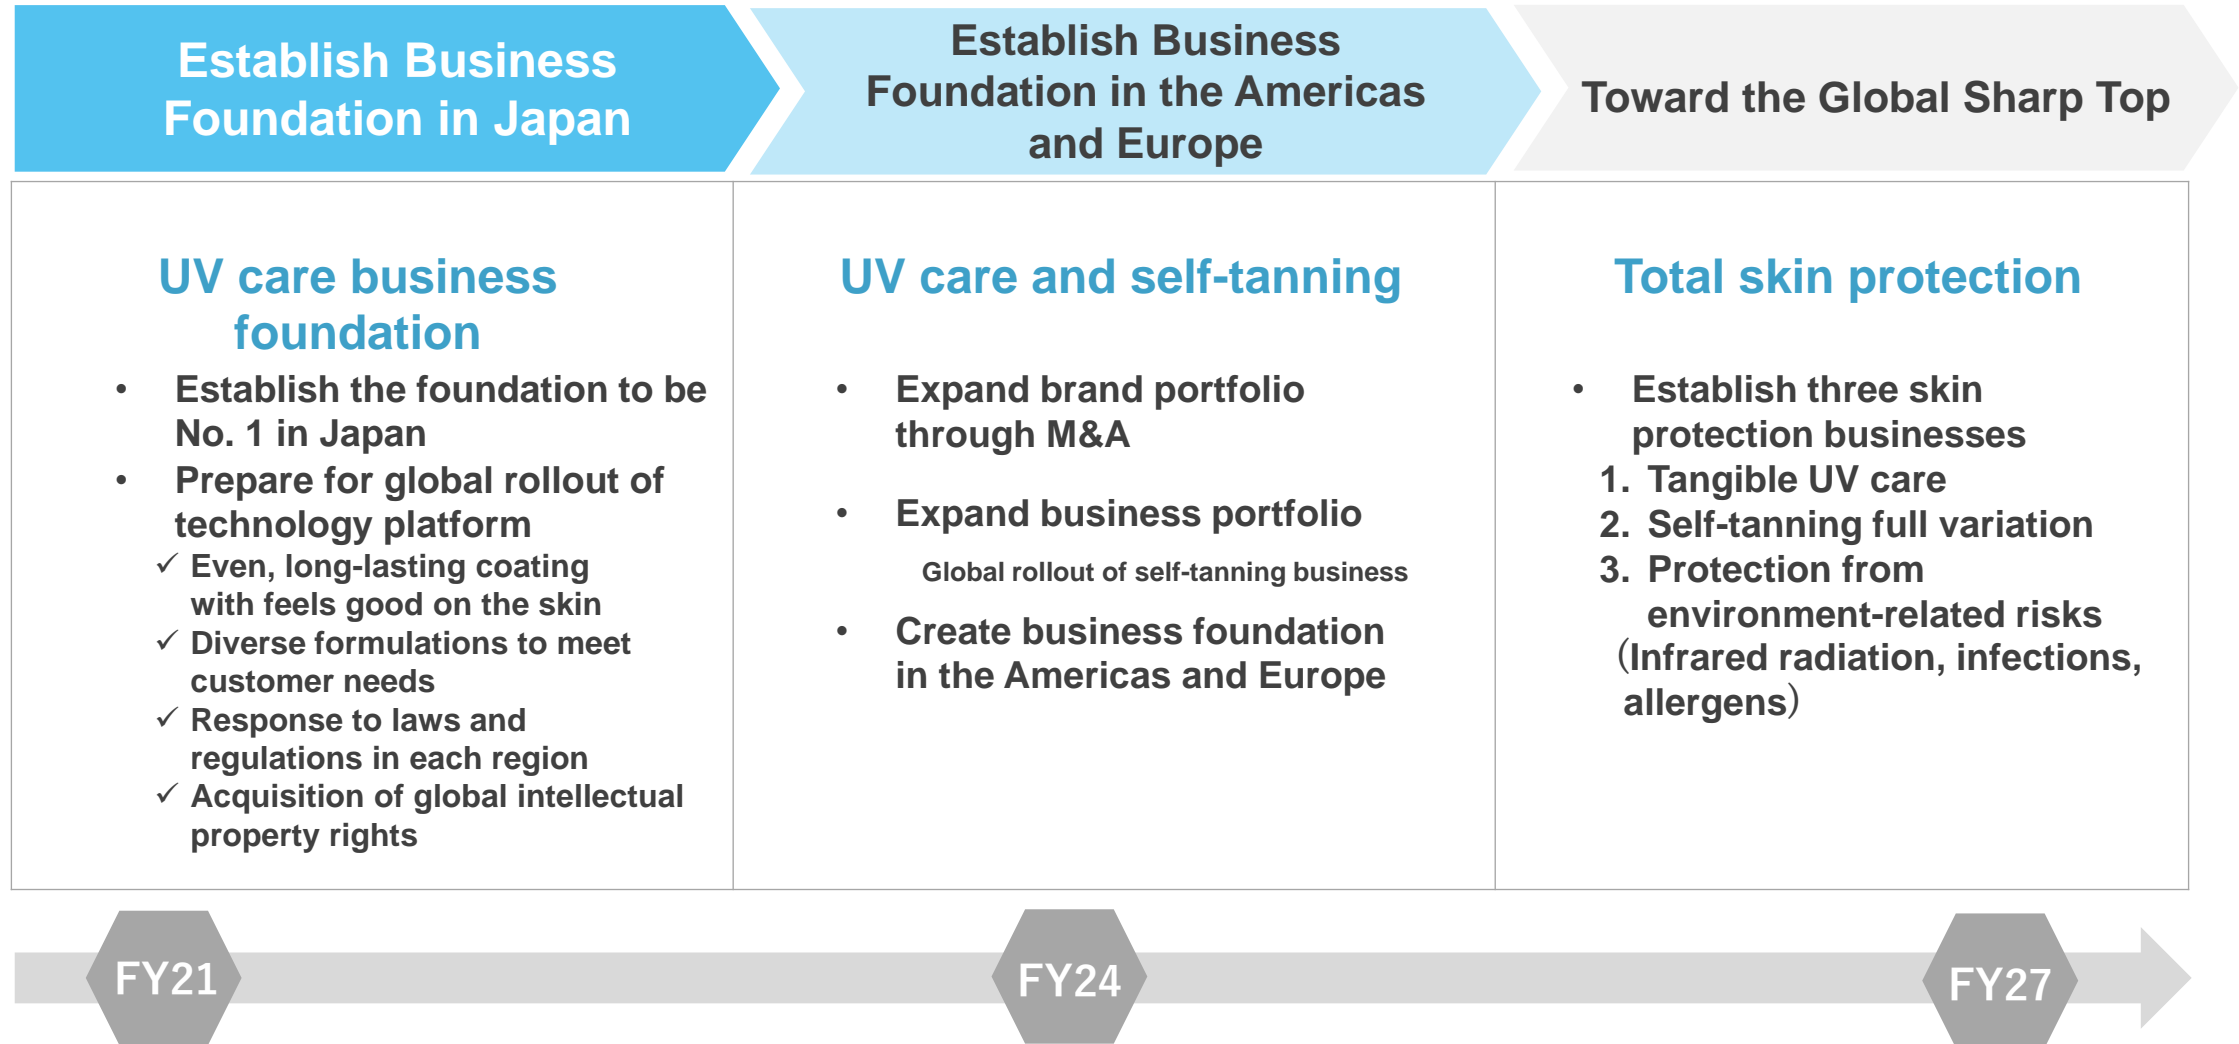 Establish Business
Foundation in Japan
Establish Business
Foundation in the Americas
and Europe
Toward the Global Sharp Top
UV care business
foundation
• Establish the foundation to be
No. 1 in Japan
• Prepare for global rollout of
technology platform
✓ Even, long-lasting coating
with feels good on the skin
✓ Diverse formulations to meet
customer needs
✓ Response to laws and
regulations in each region
✓ Acquisition of global intellectual
property rights
UV care and self-tanning
• Expand brand portfolio
through M&A
• Expand business portfolio
Global rollout of self-tanning business
• Create business foundation
in the Americas and Europe
Total skin protection
• Establish three skin
protection businesses
1. Tangible UV care
2. Self-tanning full variation
3. Protection from
environment-related risks
(Infrared radiation, infections,
allergens)
FY21
FY24
FY27